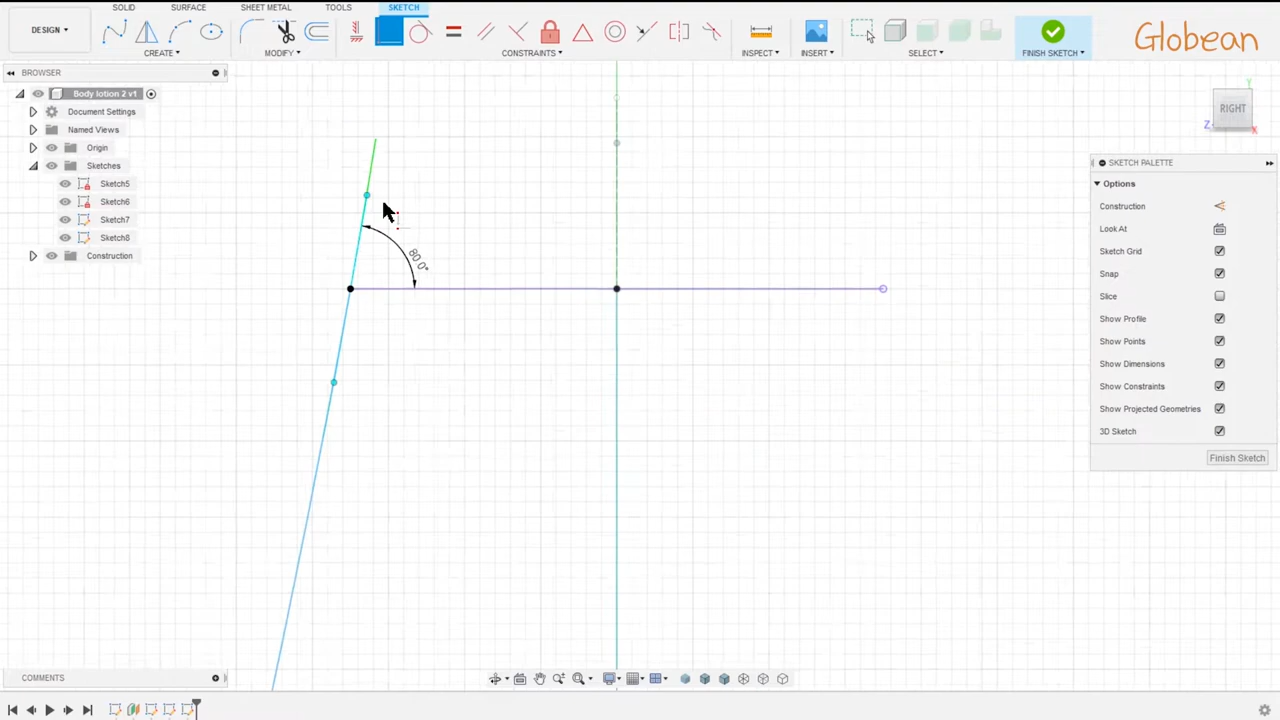 SOLID SURFACE SHEET METAL TOOLS SKETCH
DESIGN
CREATE MODIFY CONSTRAINTS INSPECT INSERT SELECT FINISH SKETCH
Globean
BROWSER
Body lotion 2 v1
Document Settings
Named Views
Origin
Sketches
Sketch5
Sketch6
Sketch7
Sketch8
Construction
80.0°
Y
RIGHT
Z
X
SKETCH PALETTE
Options
Construction
Look At
Sketch Grid
Snap
Slice
Show Profile
Show Points
Show Dimensions
Show Constraints
Show Projected Geometries
3D Sketch
Finish Sketch
COMMENTS